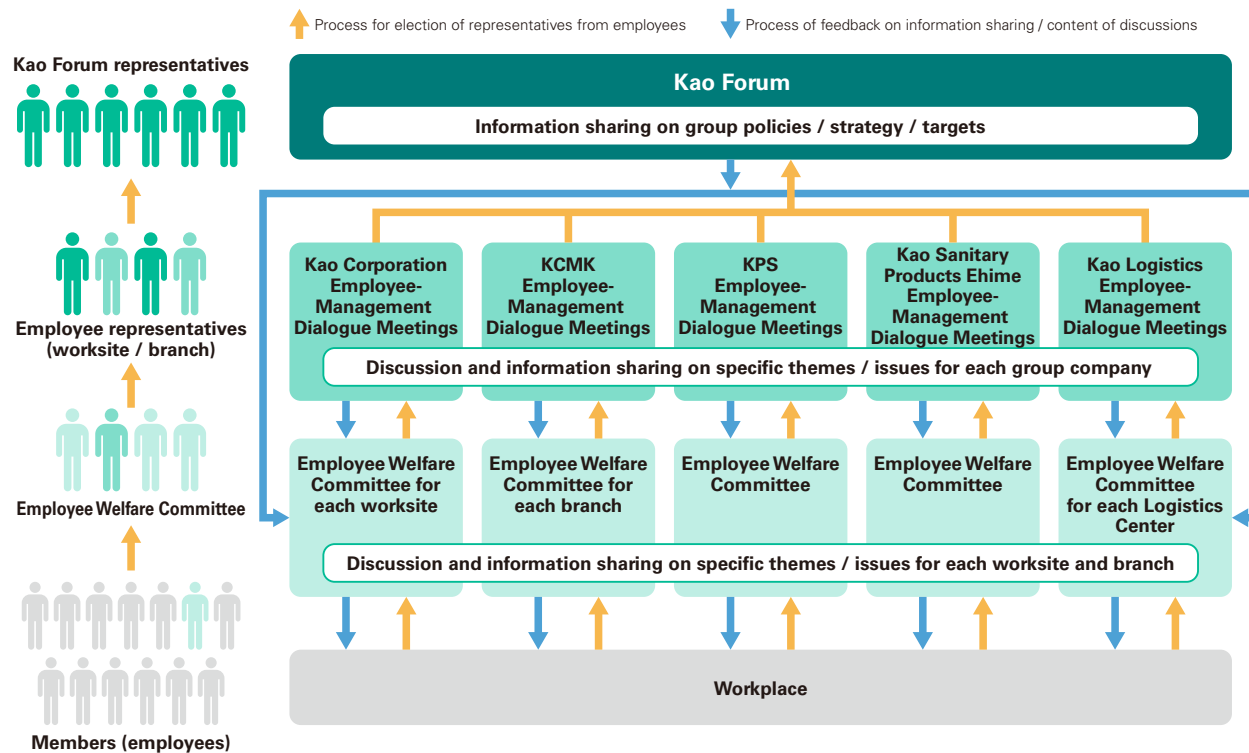 Process for election of representatives from employees
Process of feedback on information sharing / content of discussions
Kao Forum representatives
Employee representatives
(worksite / branch)
Employee Welfare Committee
Members (employees)
Kao Forum
Information sharing on group policies / strategy / targets
Kao Corporation
Employee-
Management
Dialogue Meetings
KCMK
Employee-
Management
Dialogue Meetings
KPS
Employee-
Management
Dialogue Meetings
Kao Sanitary
Products Ehime
Employee-
Management
Dialogue Meetings
Kao Logistics
Employee-
Management
Dialogue Meetings
Discussion and information sharing on specific themes / issues for each group company
Employee Welfare
Committee for
each worksite
Employee Welfare
Committee for
each branch
Employee Welfare
Committee
Employee Welfare
Committee
Employee Welfare
Committee
for each Logistics
Center
Discussion and information sharing on specific themes / issues for each worksite and branch
Workplace